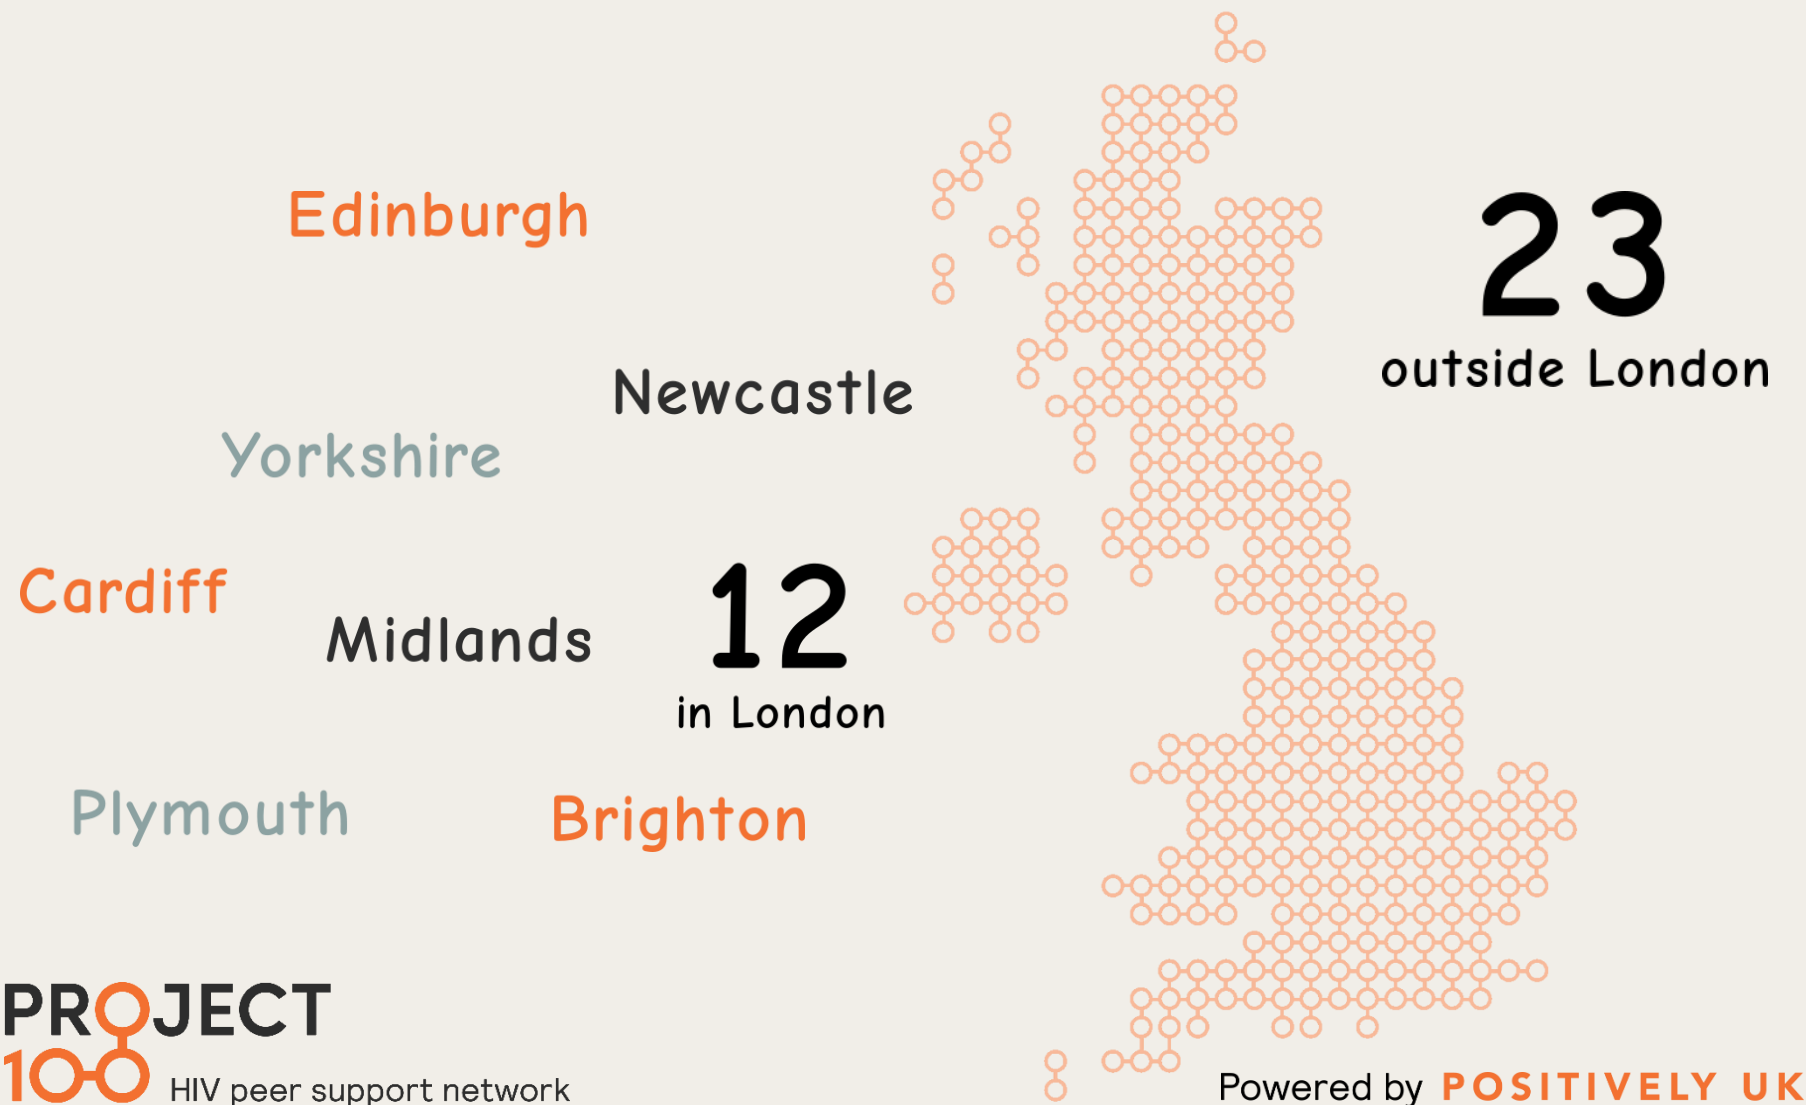 Edinburgh
23
outside London
Newcastle
Yorkshire
Cardiff
Midlands
12
in London
Plymouth
Brighton
PROJECT
100
HIV peer support network
Powered by POSITIVELY UK